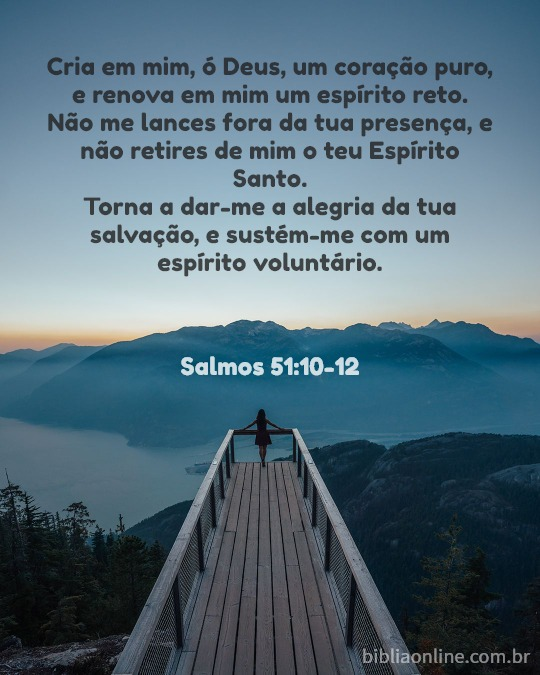 Cria em mim, ó Deus, um coração puro,
e renova em mim um espírito reto.
Não me lances fora da tua presença, e
não retires de mim o teu Espírito
Santo.
Torna a dar-me a alegria da tua
salvação, e sustém-me com um
espírito voluntário.
Salmos 51:10-12
bibliaonline.com.br